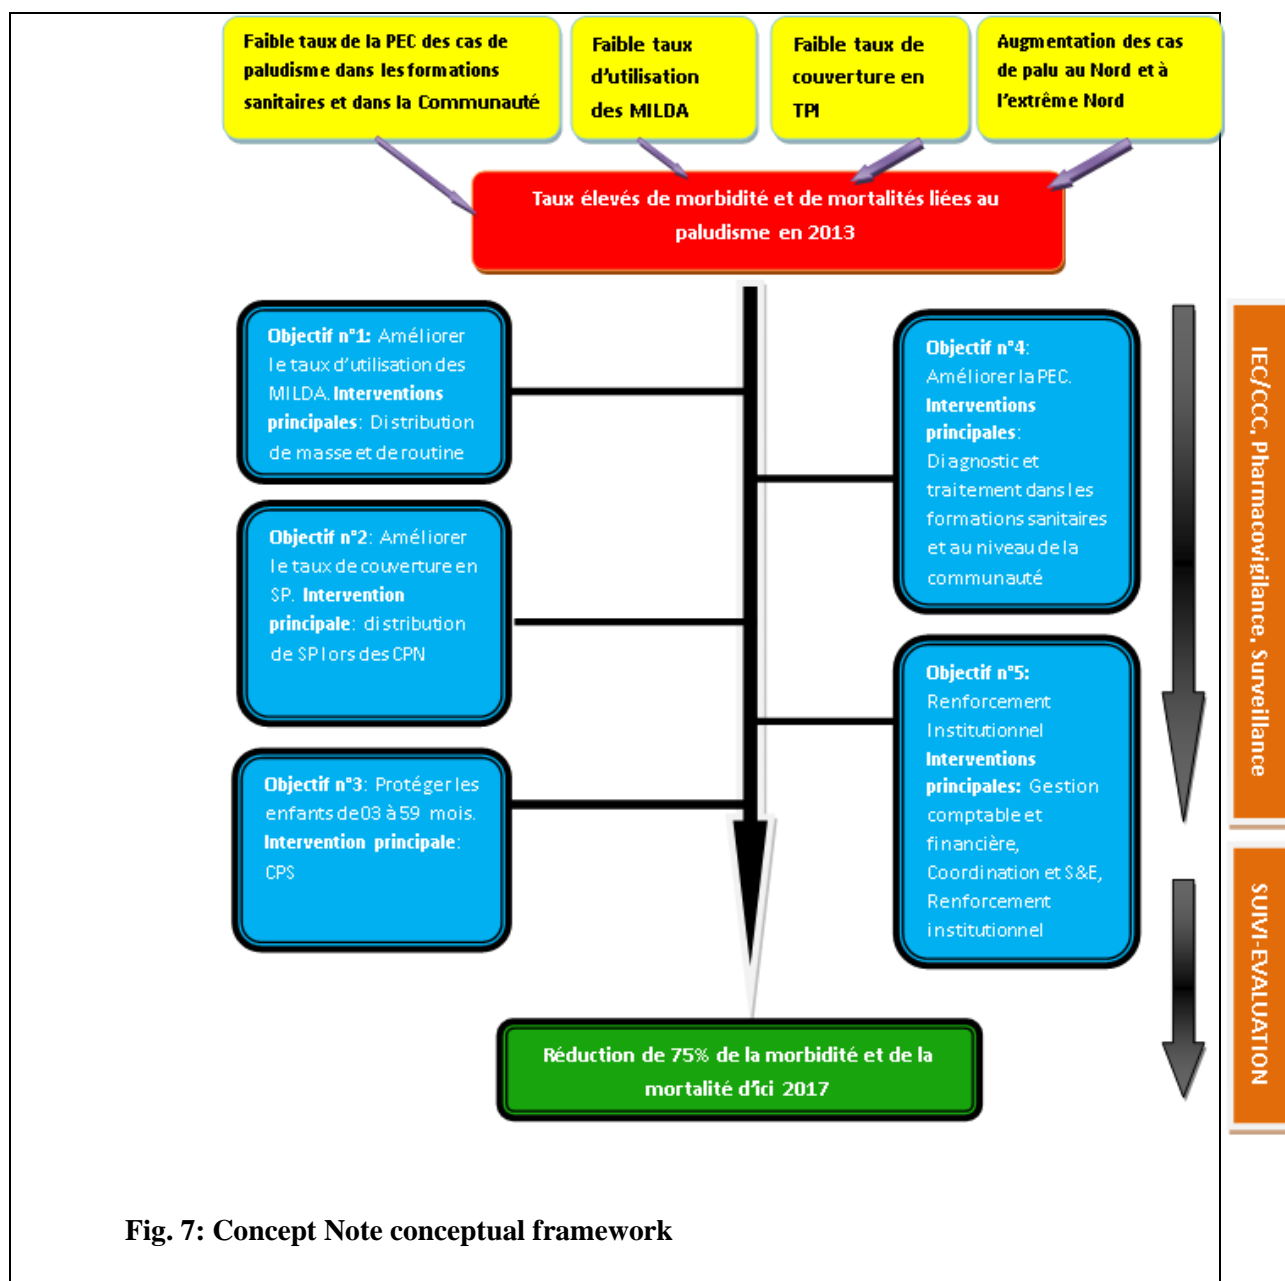 Faible taux de la PEC des cas de
paludisme dans les formations
sanitaires et dans la Communauté
Faible taux
d'utilisation
des MILDA
Faible taux de
couverture en
TPI
Augmentation des cas
de palu au Nord et à
l'extrême Nord
Taux élevés de morbidité et de mortalités liées au
paludisme en 2013
Objectif n°1: Améliorer
le taux d'utilisation des
MILDA. Interventions
principales: Distribution
de masse et de routine
Objectif n°2: Améliorer
le taux de couverture en
SP. Intervention
principale: distribution
de SP lors des CPN
Objectif n°3: Protéger les
enfants de 03 à 59 mois.
Intervention principale:
CPS
Objectif n°4:
Améliorer la PEC.
Interventions
principales:
Diagnostic et
traitement dans les
formations sanitaires
et au niveau de la
communauté
Objectif n°5:
Renforcement
Institutionnel
Interventions
principales: Gestion
comptable et
financière,
Coordination et S&E,
Renforcement
institutionnel
IEC/CCC, Pharmacovigilance, Surveillance
SUIVI-EVALUATION
Réduction de 75% de la morbidité et de la
mortalité d'ici 2017
Fig. 7: Concept Note conceptual framework